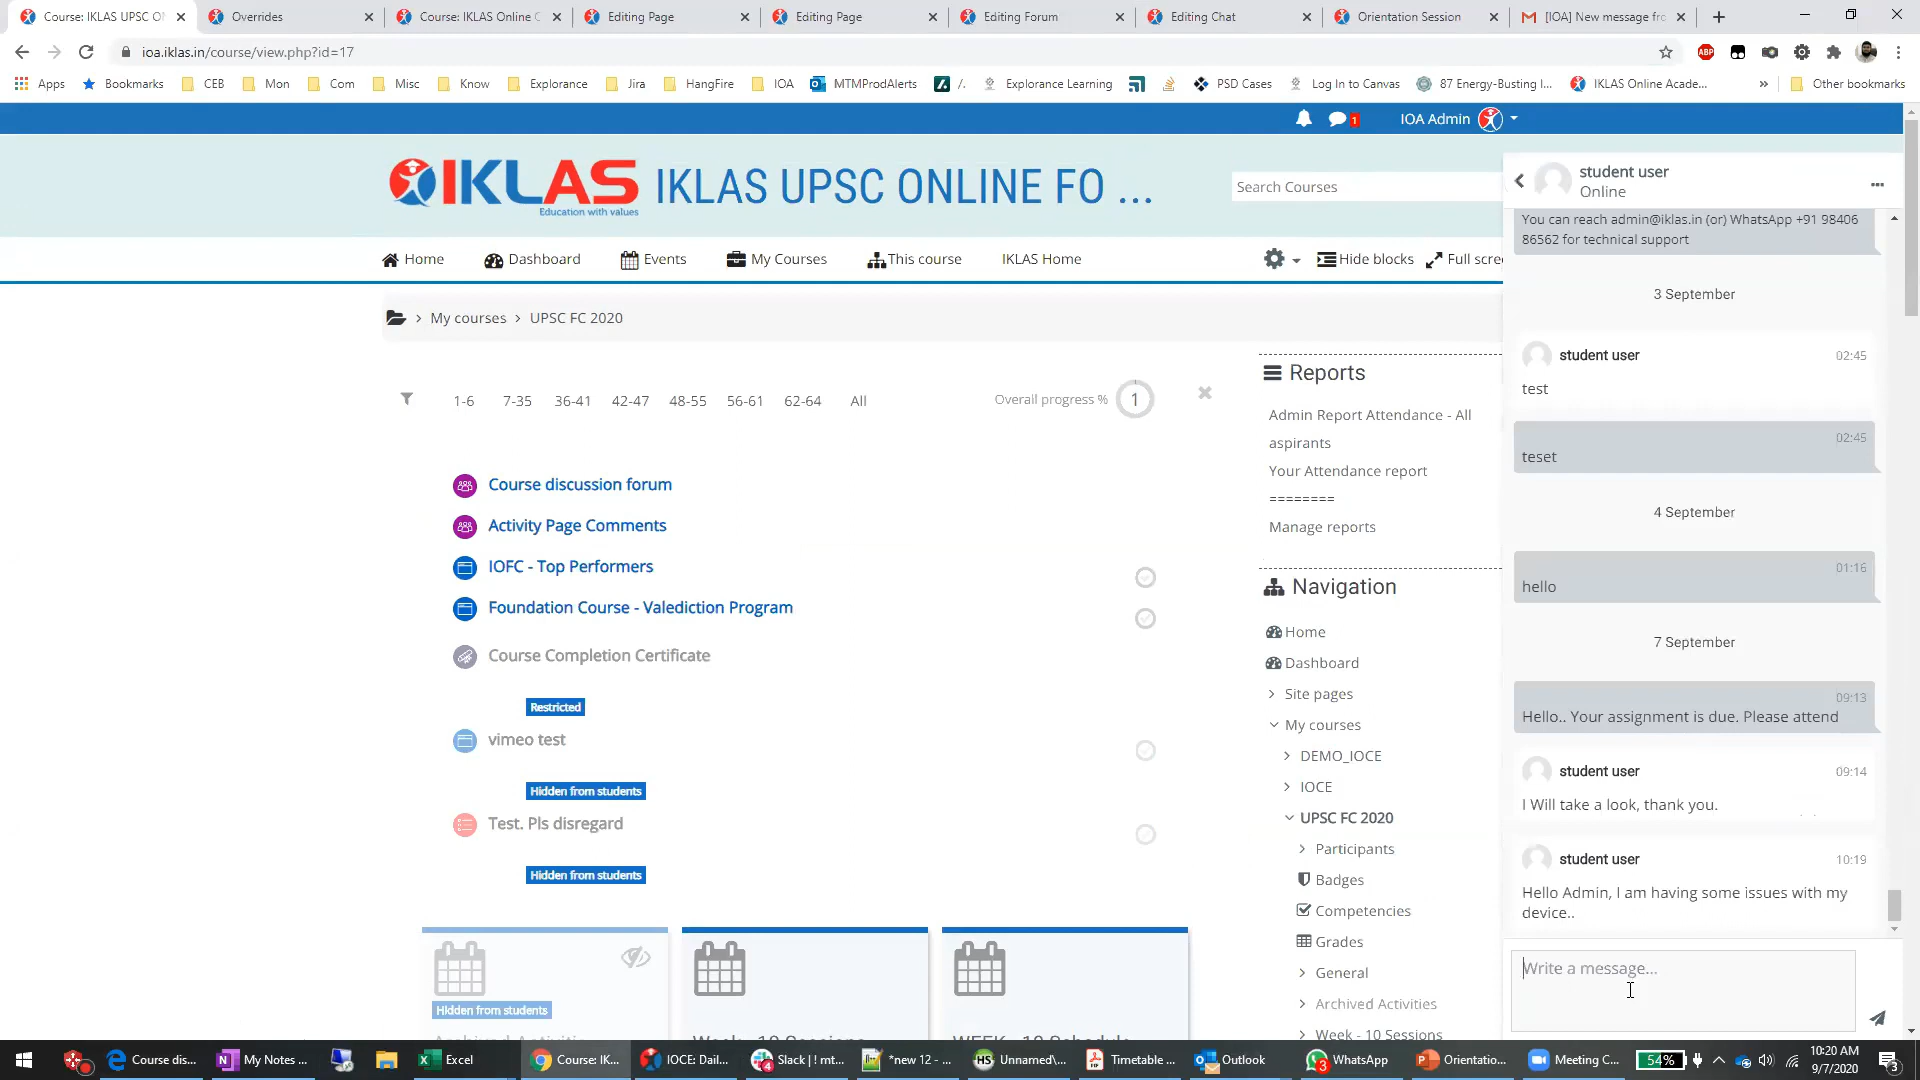 Course: IKLAS UPSC O
Overrides
Course: IKLAS Online C
Editing Page
Editing Page
Editing Forum
Editing Chat
Orientation Session
[IOA] New message fro
ioa.iklas.in/course/view.php?id=17
Apps
Bookmarks
CEB
Mon
Com
Misc
Know
Explorance
Jira
HangFire
IOA
MTMProdAlerts
/.
Explorance Learning
PSD Cases
Log In to Canvas
87 Energy-Busting I...
IKLAS Online Acade...
»
Other bookmarks
1
IOA Admin
IKLAS
Education with values
IKLAS UPSC ONLINE FO ...
Search Courses
Home
Dashboard
Events
My Courses
This course
IKLAS Home
Hide blocks
Full scre
My courses
UPSC FC 2020
1-6 7-35 36-41 42-47 48-55 56-61 62-64 All
Overall progress %
1
Course discussion forum
Activity Page Comments
IOFC - Top Performers
Foundation Course - Valediction Program
Course Completion Certificate
Restricted
vimeo test
Hidden from students
Test. Pls disregard
Hidden from students
Hidden from students
Reports
Admin Report Attendance - All
aspirants
Your Attendance report
========
Manage reports
Navigation
Home
Dashboard
Site pages
My courses
DEMO_IOCE
IOCE
UPSC FC 2020
Participants
Badges
Competencies
Grades
General
Archived Activities
Week - 10 Sessions
student user
Online
...
You can reach admin@iklas.in (or) WhatsApp +91 98406
86562 for technical support
3 September
student user
02:45
test
02:45
teset
4 September
01:16
hello
7 September
09:13
Hello.. Your assignment is due. Please attend
student user
09:14
I Will take a look, thank you.
student user
10:19
Hello Admin, I am having some issues with my
device..
Write a message...
Course dis...
My Notes ...
Excel
Course: IK...
IOCE: Dail...
4
Slack | ! mt...
*new 12 - ...
HS
Unnamed\...
Timetable ...
Outlook
3
WhatsApp
Orientatio...
Meeting C...
54%
10:20 AM
9/7/2020
3